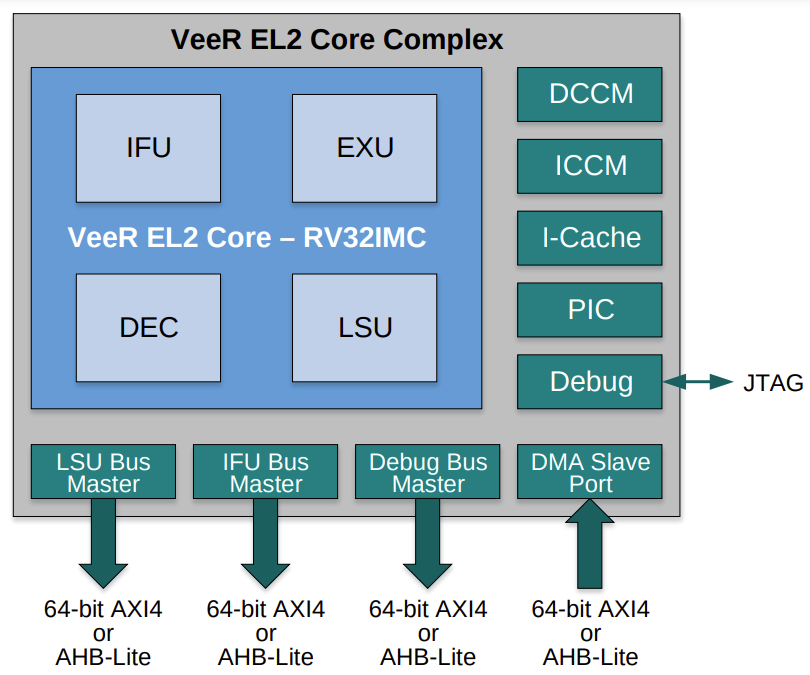 VeeR EL2 Core Complex
IFU
EXU
VeeR EL2 Core – RV32IMC
DEC
LSU
DCCM
ICCM
I-Cache
PIC
Debug
JTAG
LSU Bus
Master
IFU Bus
Master
Debug Bus
Master
DMA Slave
Port
64-bit AXI4
or
AHB-Lite
64-bit AXI4
or
AHB-Lite
64-bit AXI4
or
AHB-Lite
64-bit AXI4
or
AHB-Lite